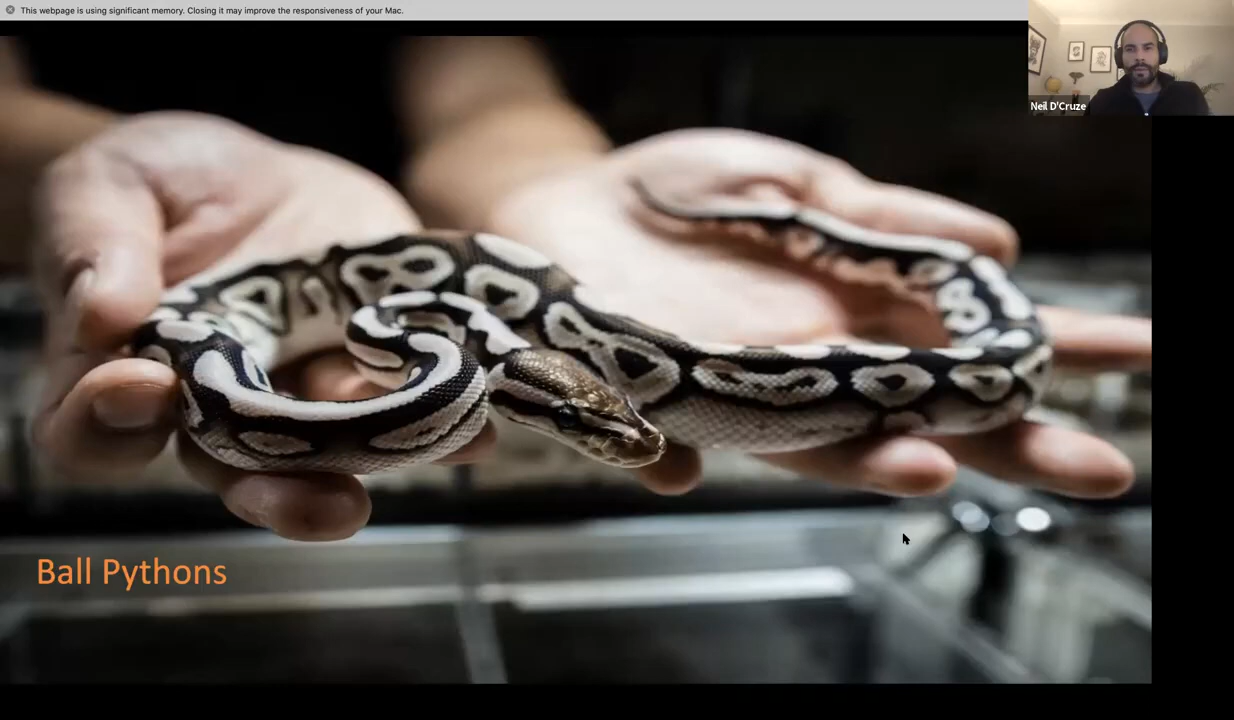 This webpage is using significant memory. Closing it may improve the responsiveness of your Mac.
Neil D'Cruze
Ball Pythons